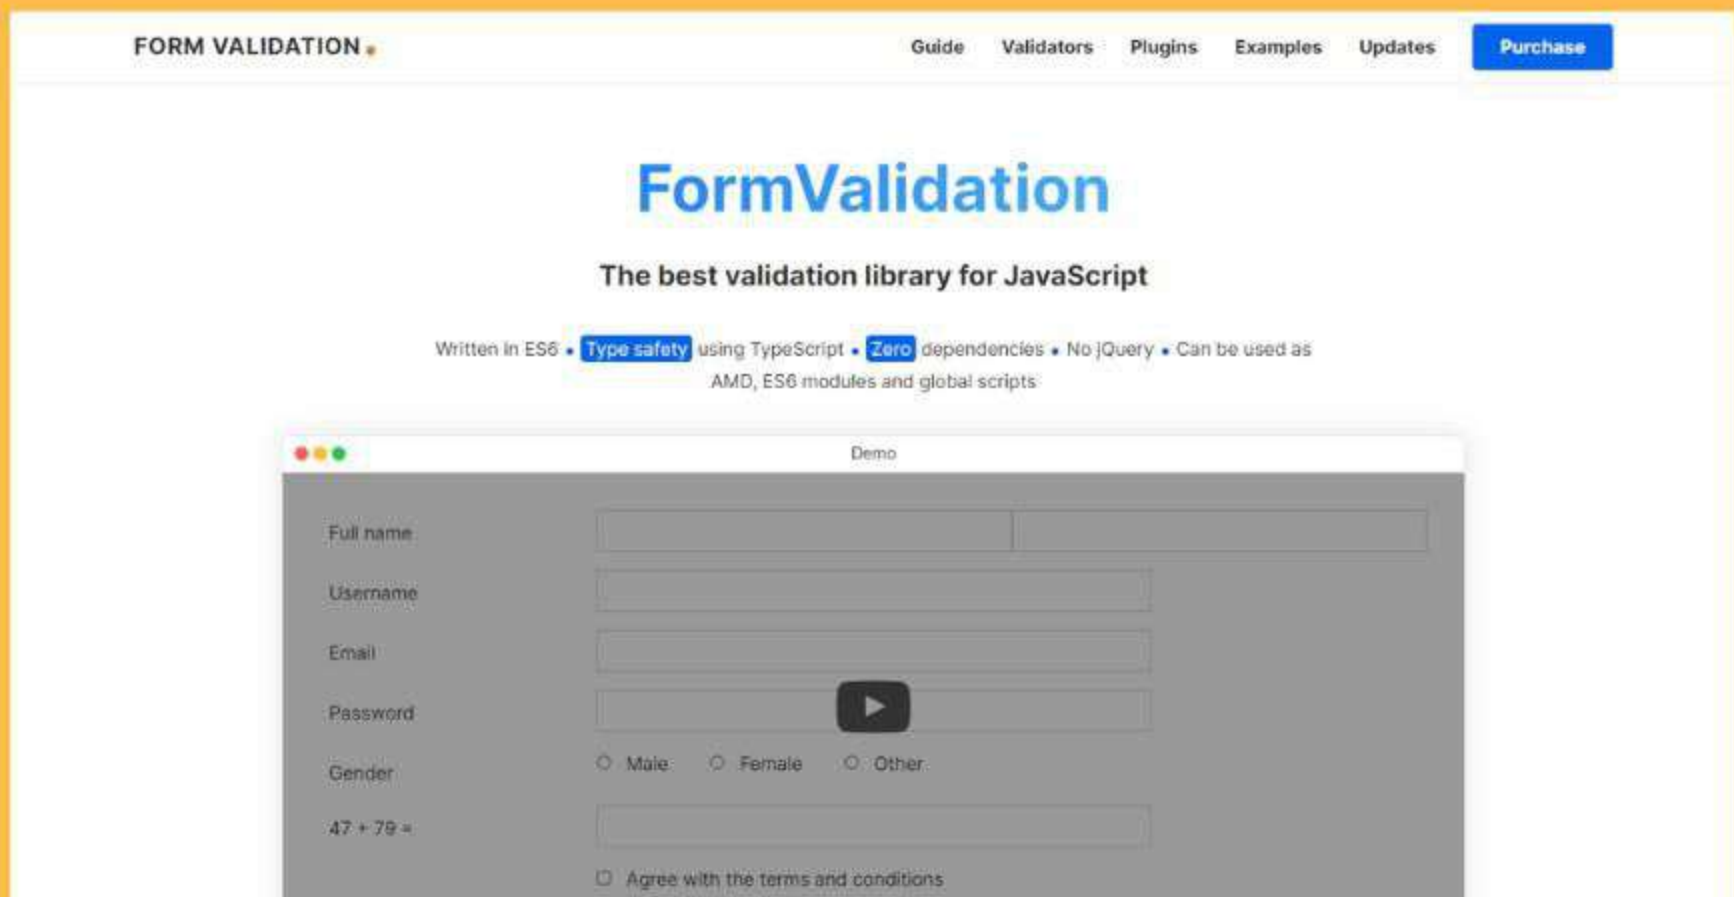 FORM VALIDATION.
Guide Validators Plugins Examples Updates Purchase
FormValidation
The best validation library for JavaScript
Written in ES6 • Type safety using TypeScript • Zero dependencies • No jQuery • Can be used as
AMD, ES6 modules and global scripts
Demo
Full name
Username
Email
Password
Gender
Male Female Other
47 + 79 =
Agree with the terms and conditions